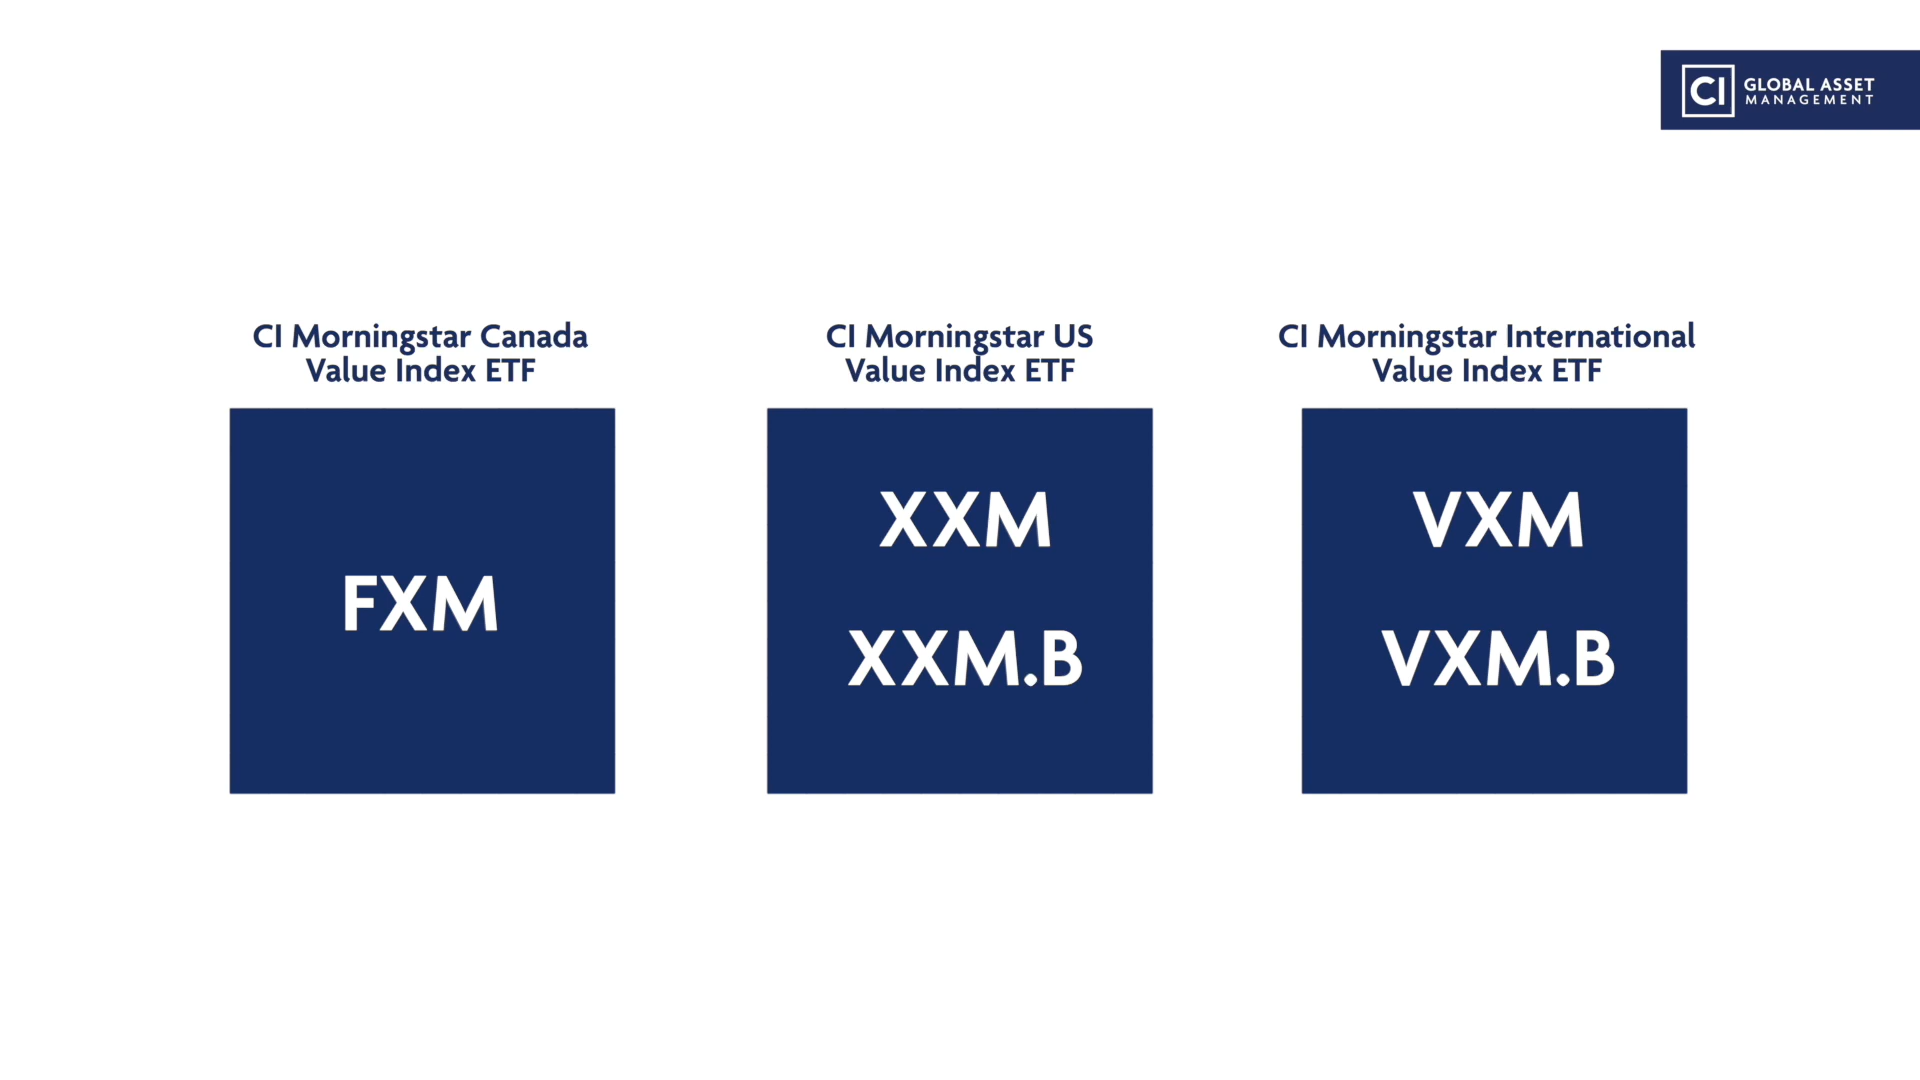 CI GLOBAL ASSET
MANAGEMENT
CI Morningstar Canada
Value Index ETF
FXM
CI Morningstar US
Value Index ETF
XXM
XXM.B
CI Morningstar International
Value Index ETF
VXM
VXM.B